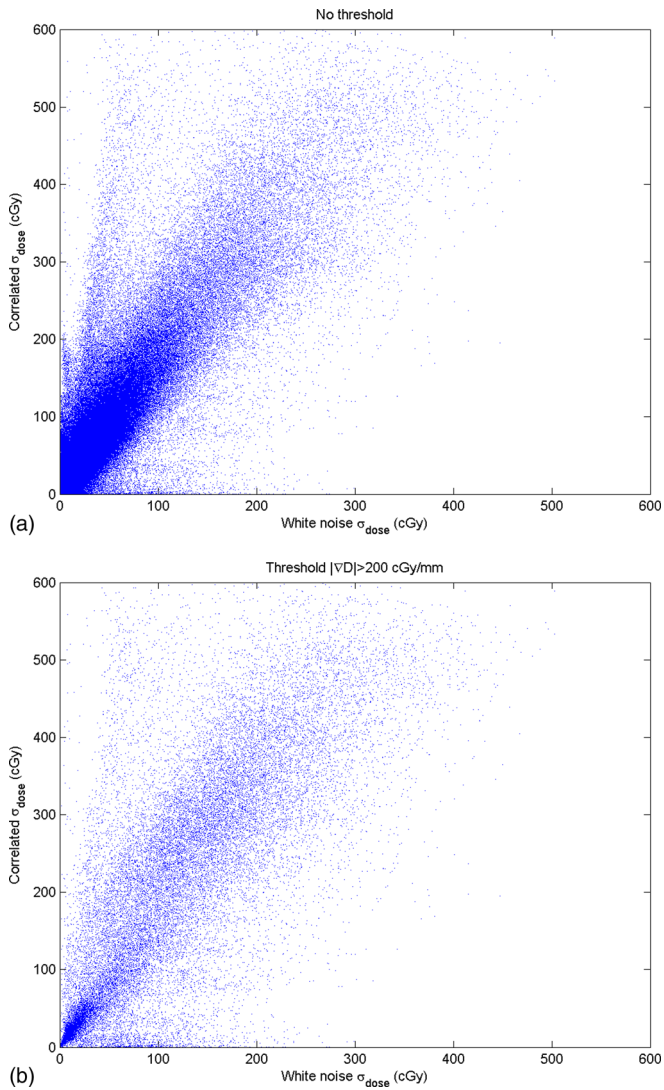 No threshold
600
500
400
300
200
100
0
Correlated σdose (cGy)
0 100 200 300 400 500 600
White noise σdose (cGy)
(a)
Threshold |∇D|>200 cGy/mm
600
500
400
300
200
100
0
Correlated σdose (cGy)
0 100 200 300 400 500 600
White noise σdose (cGy)
(b)